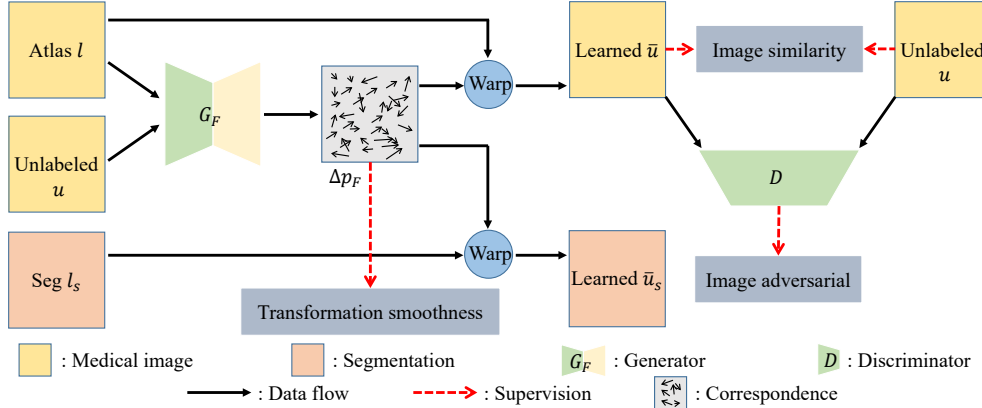 Atlas l
Unlabeled
u
Seg l_s
G_F
Δp_F
Warp
Warp
Learned ū
Image similarity
Unlabeled
u
D
Learned ū_s
Image adversarial
Transformation smoothness
: Medical image
: Segmentation
G_F : Generator
D : Discriminator
: Data flow
: Supervision
: Correspondence